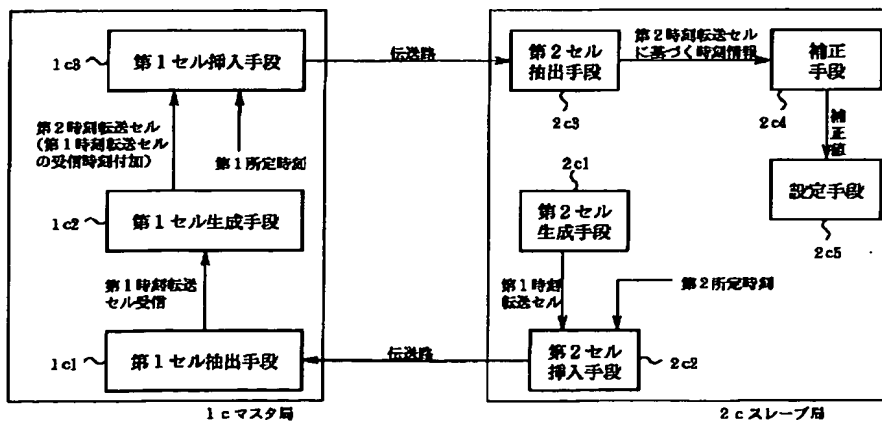 1c3
第1セル挿入手段
伝送路
第2セル
抽出手段
2c3
第2時刻転送セル
に基づく時刻情報
補正
手段
2c4
補正値
設定手段
2c5
第2時刻転送セル
(第1時刻転送セル
の受信時刻付加)
第1所定時刻
1c2
第1セル生成手段
2c1
第2セル
生成手段
第1時刻転送
セル受信
第1時刻
転送セル
第2所定時刻
1c1
第1セル抽出手段
伝送路
第2セル
挿入手段
2c2
1cマスタ局
2cスレーブ局